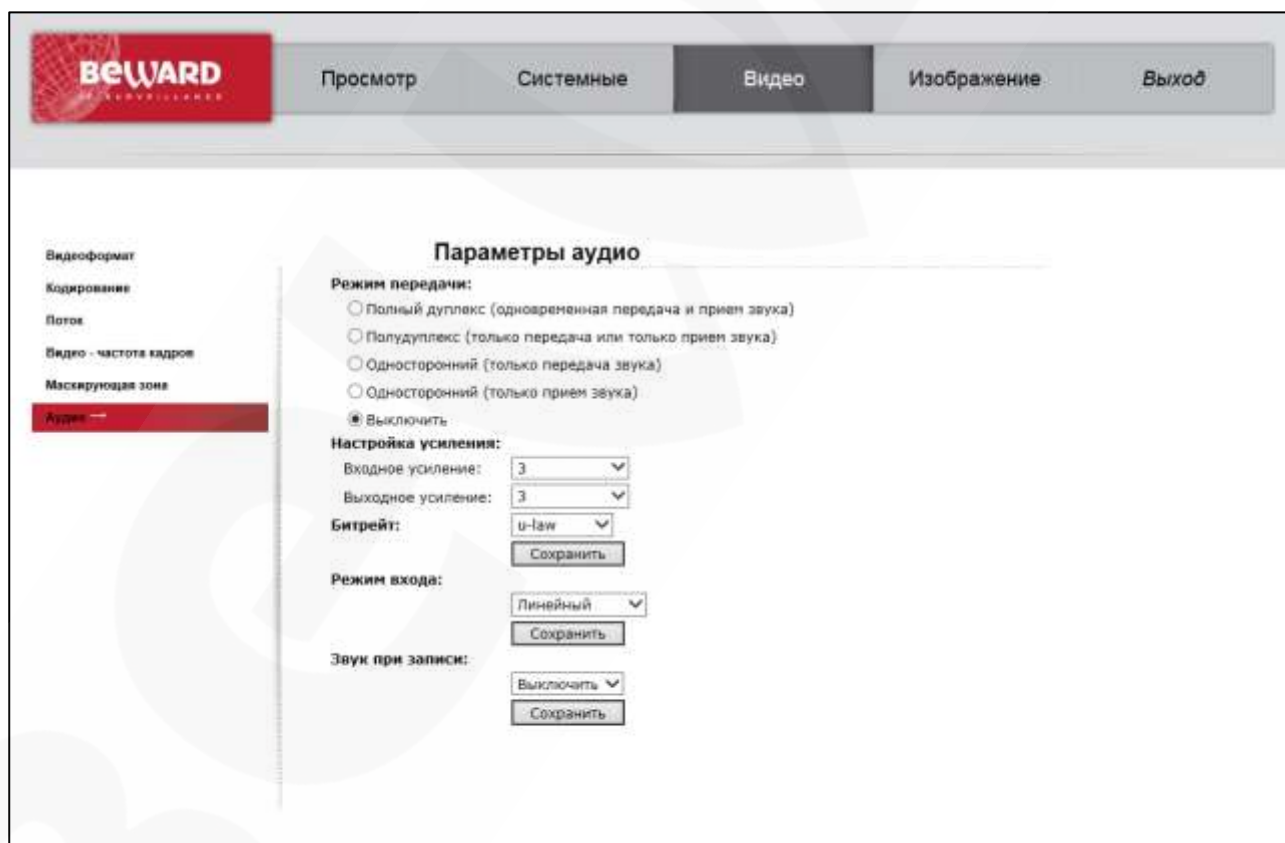 BEWARD
Просмотр
Системные
Видео
Изображение
Выход
Видеоформат
Кодирование
Поток
Видео - частота кадров
Маскирующая зона
Аудио →
Параметры аудио
Режим передачи:
Полный дуплекс (одновременная передача и прием звука)
Полудуплекс (только передача или только прием звука)
Односторонний (только передача звука)
Односторонний (только прием звука)
Выключить
Настройка усиления:
Входное усиление: 3
Выходное усиление: 3
Битрейт: u-law
Сохранить
Режим входа:
Линейный
Сохранить
Звук при записи:
Выключить
Сохранить